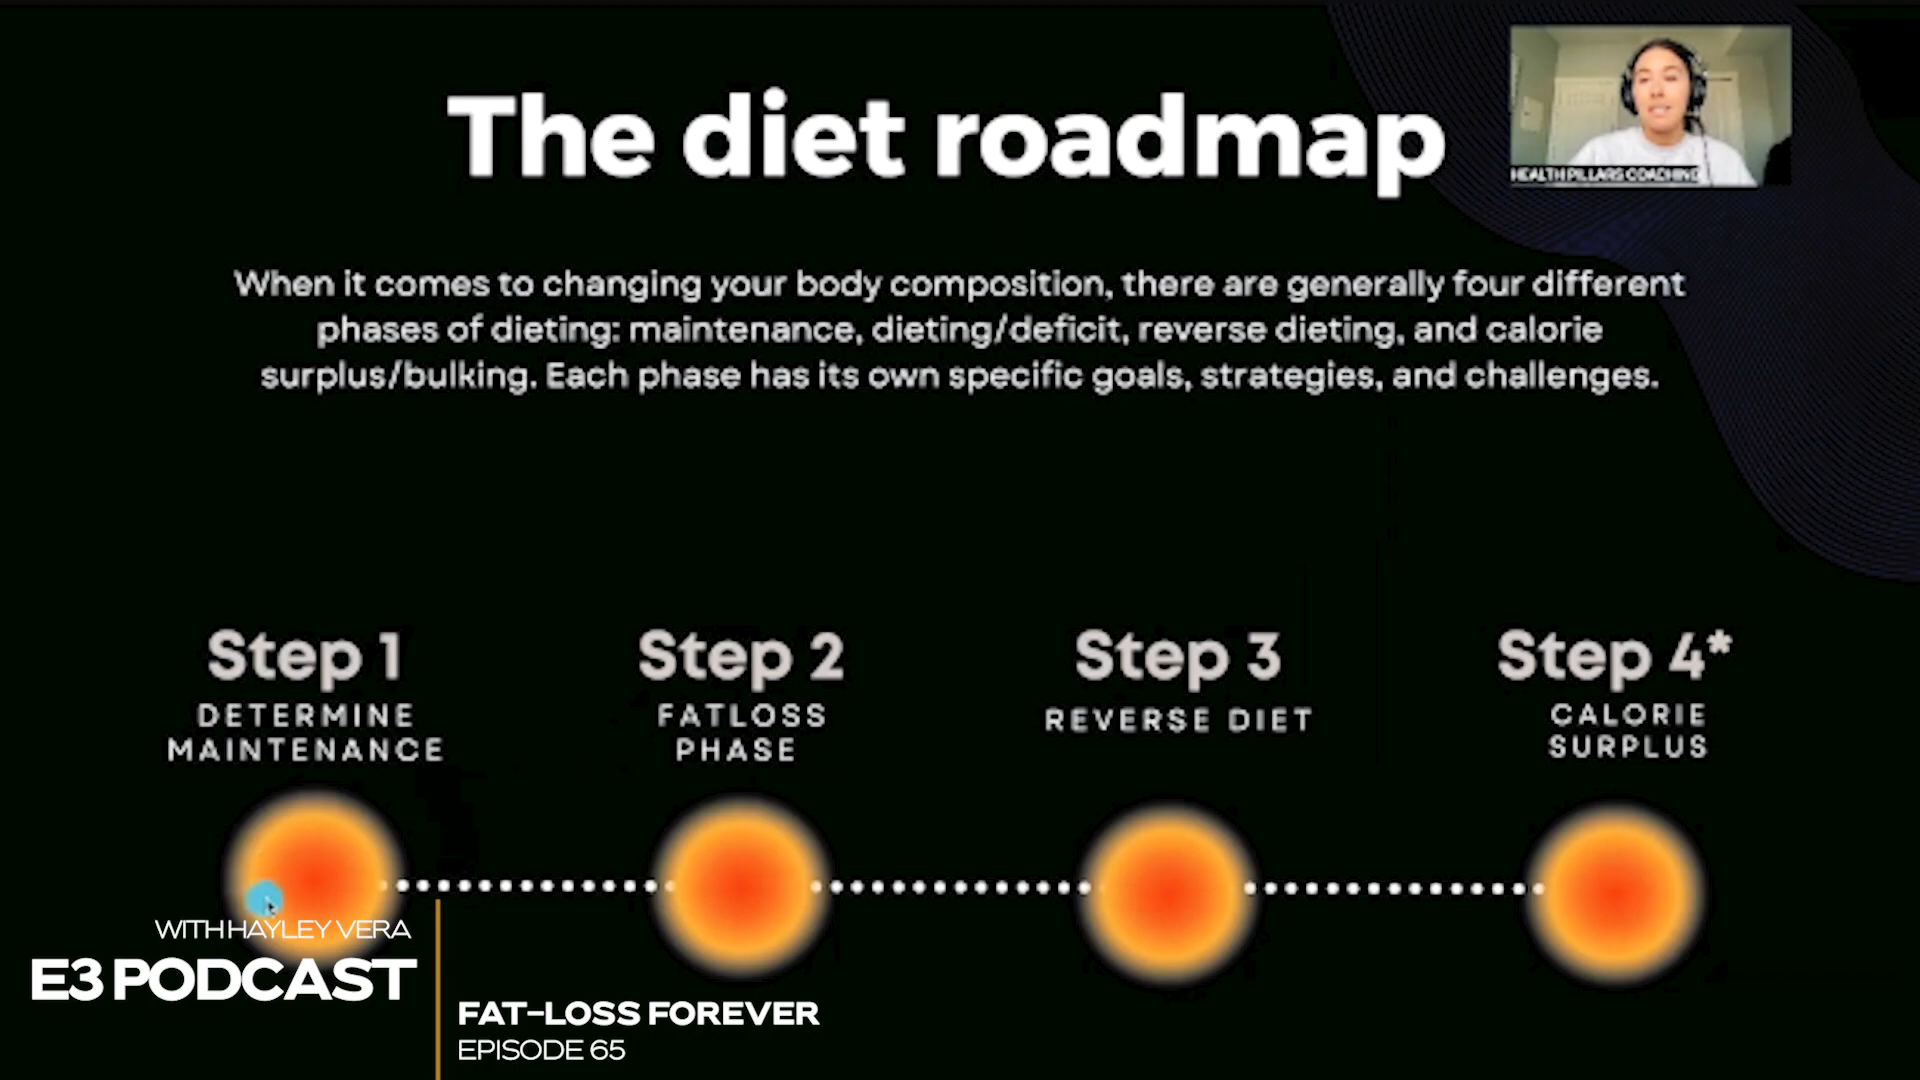 The diet roadmap
HEALTH PILLARS COACHING
When it comes to changing your body composition, there are generally four different
phases of dieting: maintenance, dieting/deficit, reverse dieting, and calorie
surplus/bulking. Each phase has its own specific goals, strategies, and challenges.
Step 1
DETERMINE
MAINTENANCE
Step 2
FATLOSS
PHASE
Step 3
REVERSE DIET
Step 4*
CALORIE
SURPLUS
WITH HAYLEY VERA
E3 PODCAST
FAT-LOSS FOREVER
EPISODE 65